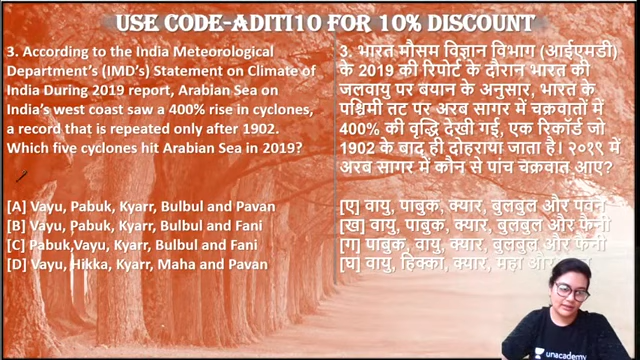 USE CODE-ADITI10 FOR 10% DISCOUNT
3. According to the India Meteorological
Department's (IMD's) Statement on Climate of
India During 2019 report, Arabian Sea on
India's west coast saw a 400% rise in cyclones,
a record that is repeated only after 1902.
Which five cyclones hit Arabian Sea in 2019?
[A] Vayu, Pabuk, Kyarr, Bulbul and Pavan
[B] Vayu, Pabuk, Kyarr, Bulbul and Fani
[C] Pabuk,Vayu, Kyarr, Bulbul and Fani
[D] Vayu, Hikka, Kyarr, Maha and Pavan
3. भारत मौसम विज्ञान विभाग (आईएमडी)
के 2019 की रिपोर्ट के दौरान भारत की
जलवायु पर बयान के अनुसार, भारत के
पश्चिमी तट पर अरब सागर में चक्रवातों में
400% की वृद्धि देखी गई, एक रिकॉर्ड जो
1902 के बाद ही दोहराया जाता है। २०१९ में
अरब सागर में कौन से पांच चक्रवात आए?
[ए] वायु, पाबुक, क्यार, बुलबुल और पवन
[ख] वायु, पाबुक, क्यार, बुलबुल और फैनी
[ग] पाबुक, वायु, क्यार, बुलबुल और फैनी
[घ] वायु, हिक्का, क्यार, महा और
unacademy